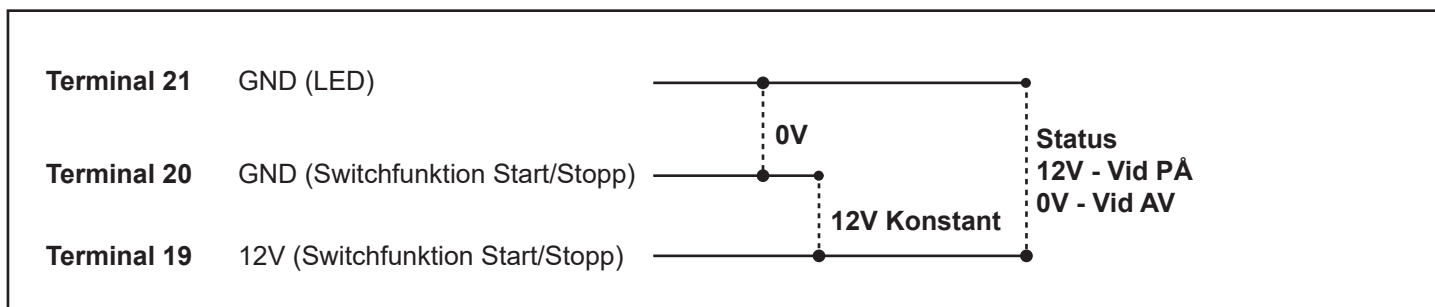 Terminal 21 GND (LED)
0V
Terminal 20 GND (Switchfunktion Start/Stopp)
Status
12V - Vid PÅ
0V - Vid AV
12V Konstant
Terminal 19 12V (Switchfunktion Start/Stopp)